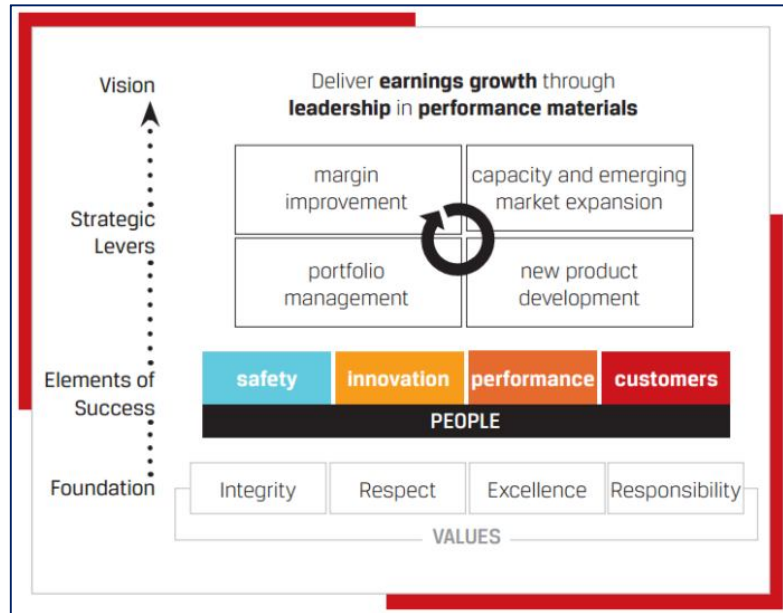 Vision
Deliver earnings growth through
leadership in performance materials
margin
improvement
capacity and emerging
market expansion
Strategic
Levers
portfolio
management
new product
development
Elements of
Success
safety
innovation
performance
customers
PEOPLE
Foundation
Integrity
Respect
Excellence
Responsibility
VALUES